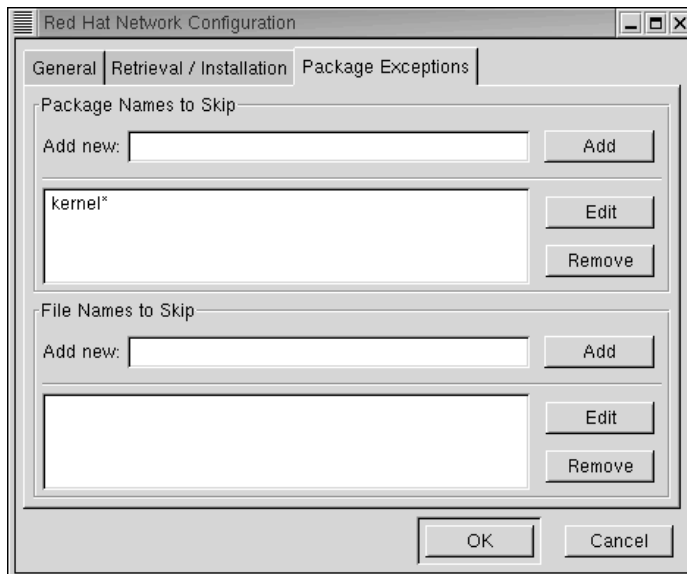 Red Hat Network Configuration
General Retrieval / Installation Package Exceptions
Package Names to Skip
Add new: Add
kernel*
Edit
Remove
File Names to Skip
Add new: Add
Edit
Remove
OK Cancel